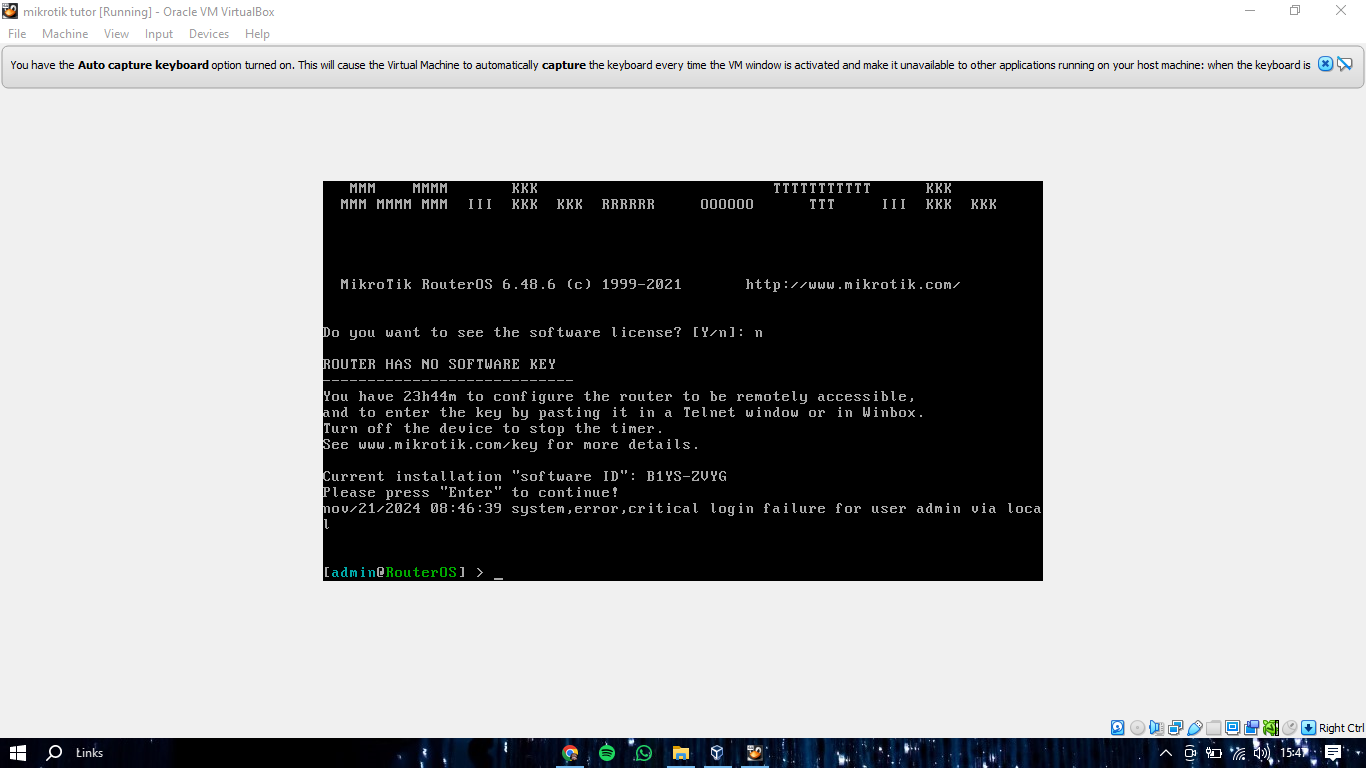 mikrotik tutor [Running] - Oracle VM VirtualBox
File Machine View Input Devices Help
You have the Auto capture keyboard option turned on. This will cause the Virtual Machine to automatically capture the keyboard every time the VM window is activated and make it unavailable to other applications running on your host machine: when the keyboard is
MMM MMMM KKK TTTTTTTTTTT KKK
MMM MMMM MMM III KKK KKK RRRRRR OOOOOO TTT III KKK KKK
MikroTik RouterOS 6.48.6 (c) 1999-2021 http://www.mikrotik.com/
Do you want to see the software license? [Y/n]: n
ROUTER HAS NO SOFTWARE KEY
----------------------------
You have 23h44m to configure the router to be remotely accessible,
and to enter the key by pasting it in a Telnet window or in Winbox.
Turn off the device to stop the timer.
See www.mikrotik.com/key for more details.
Current installation "software ID": B1YS-ZVYG
Please press "Enter" to continue!
nov/21/2024 08:46:39 system,error,critical login failure for user admin via loca
l
[admin@RouterOS] > _
Right Ctrl
Łinks
15:47